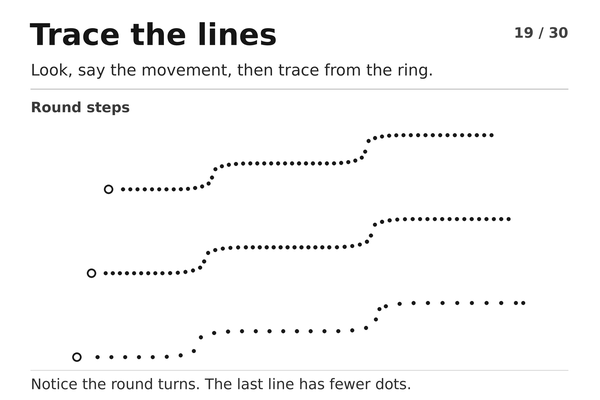 Trace the lines
19 / 30
Look, say the movement, then trace from the ring.
Round steps
Notice the round turns. The last line has fewer dots.